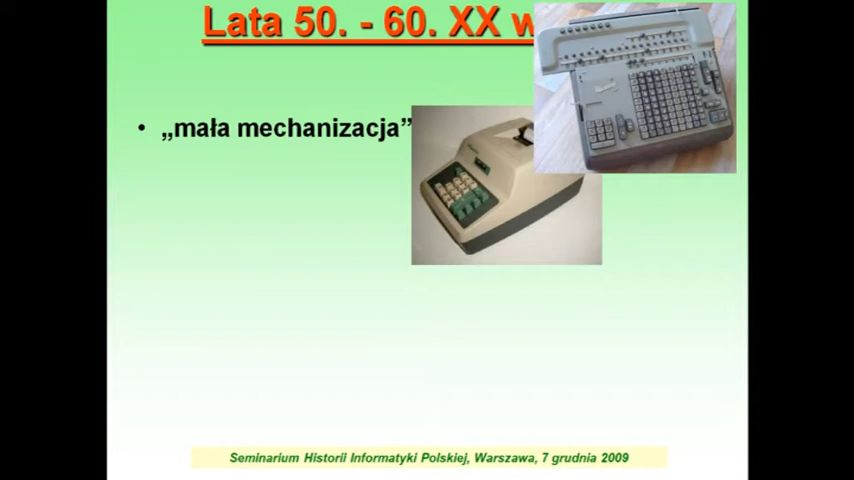 Lata 50. - 60. XX w
• „mała mechanizacja”
Seminarium Historii Informatyki Polskiej, Warszawa, 7 grudnia 2009